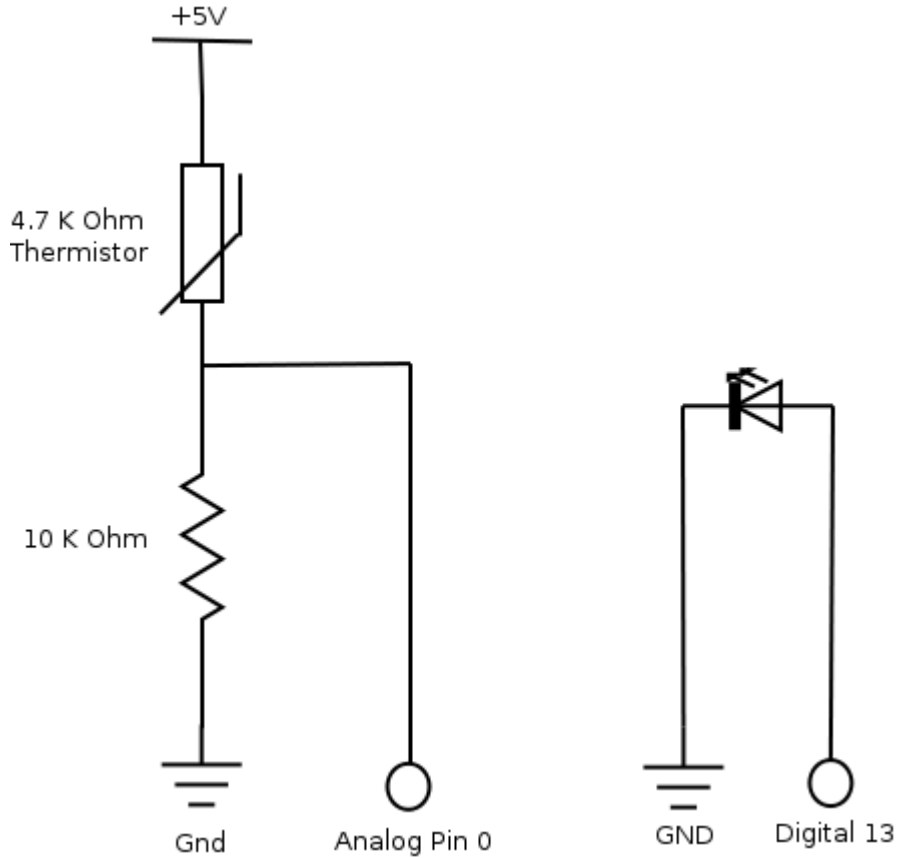 +5V
4.7 K Ohm
Thermistor
10 K Ohm
Gnd
Analog Pin 0
GND
Digital 13